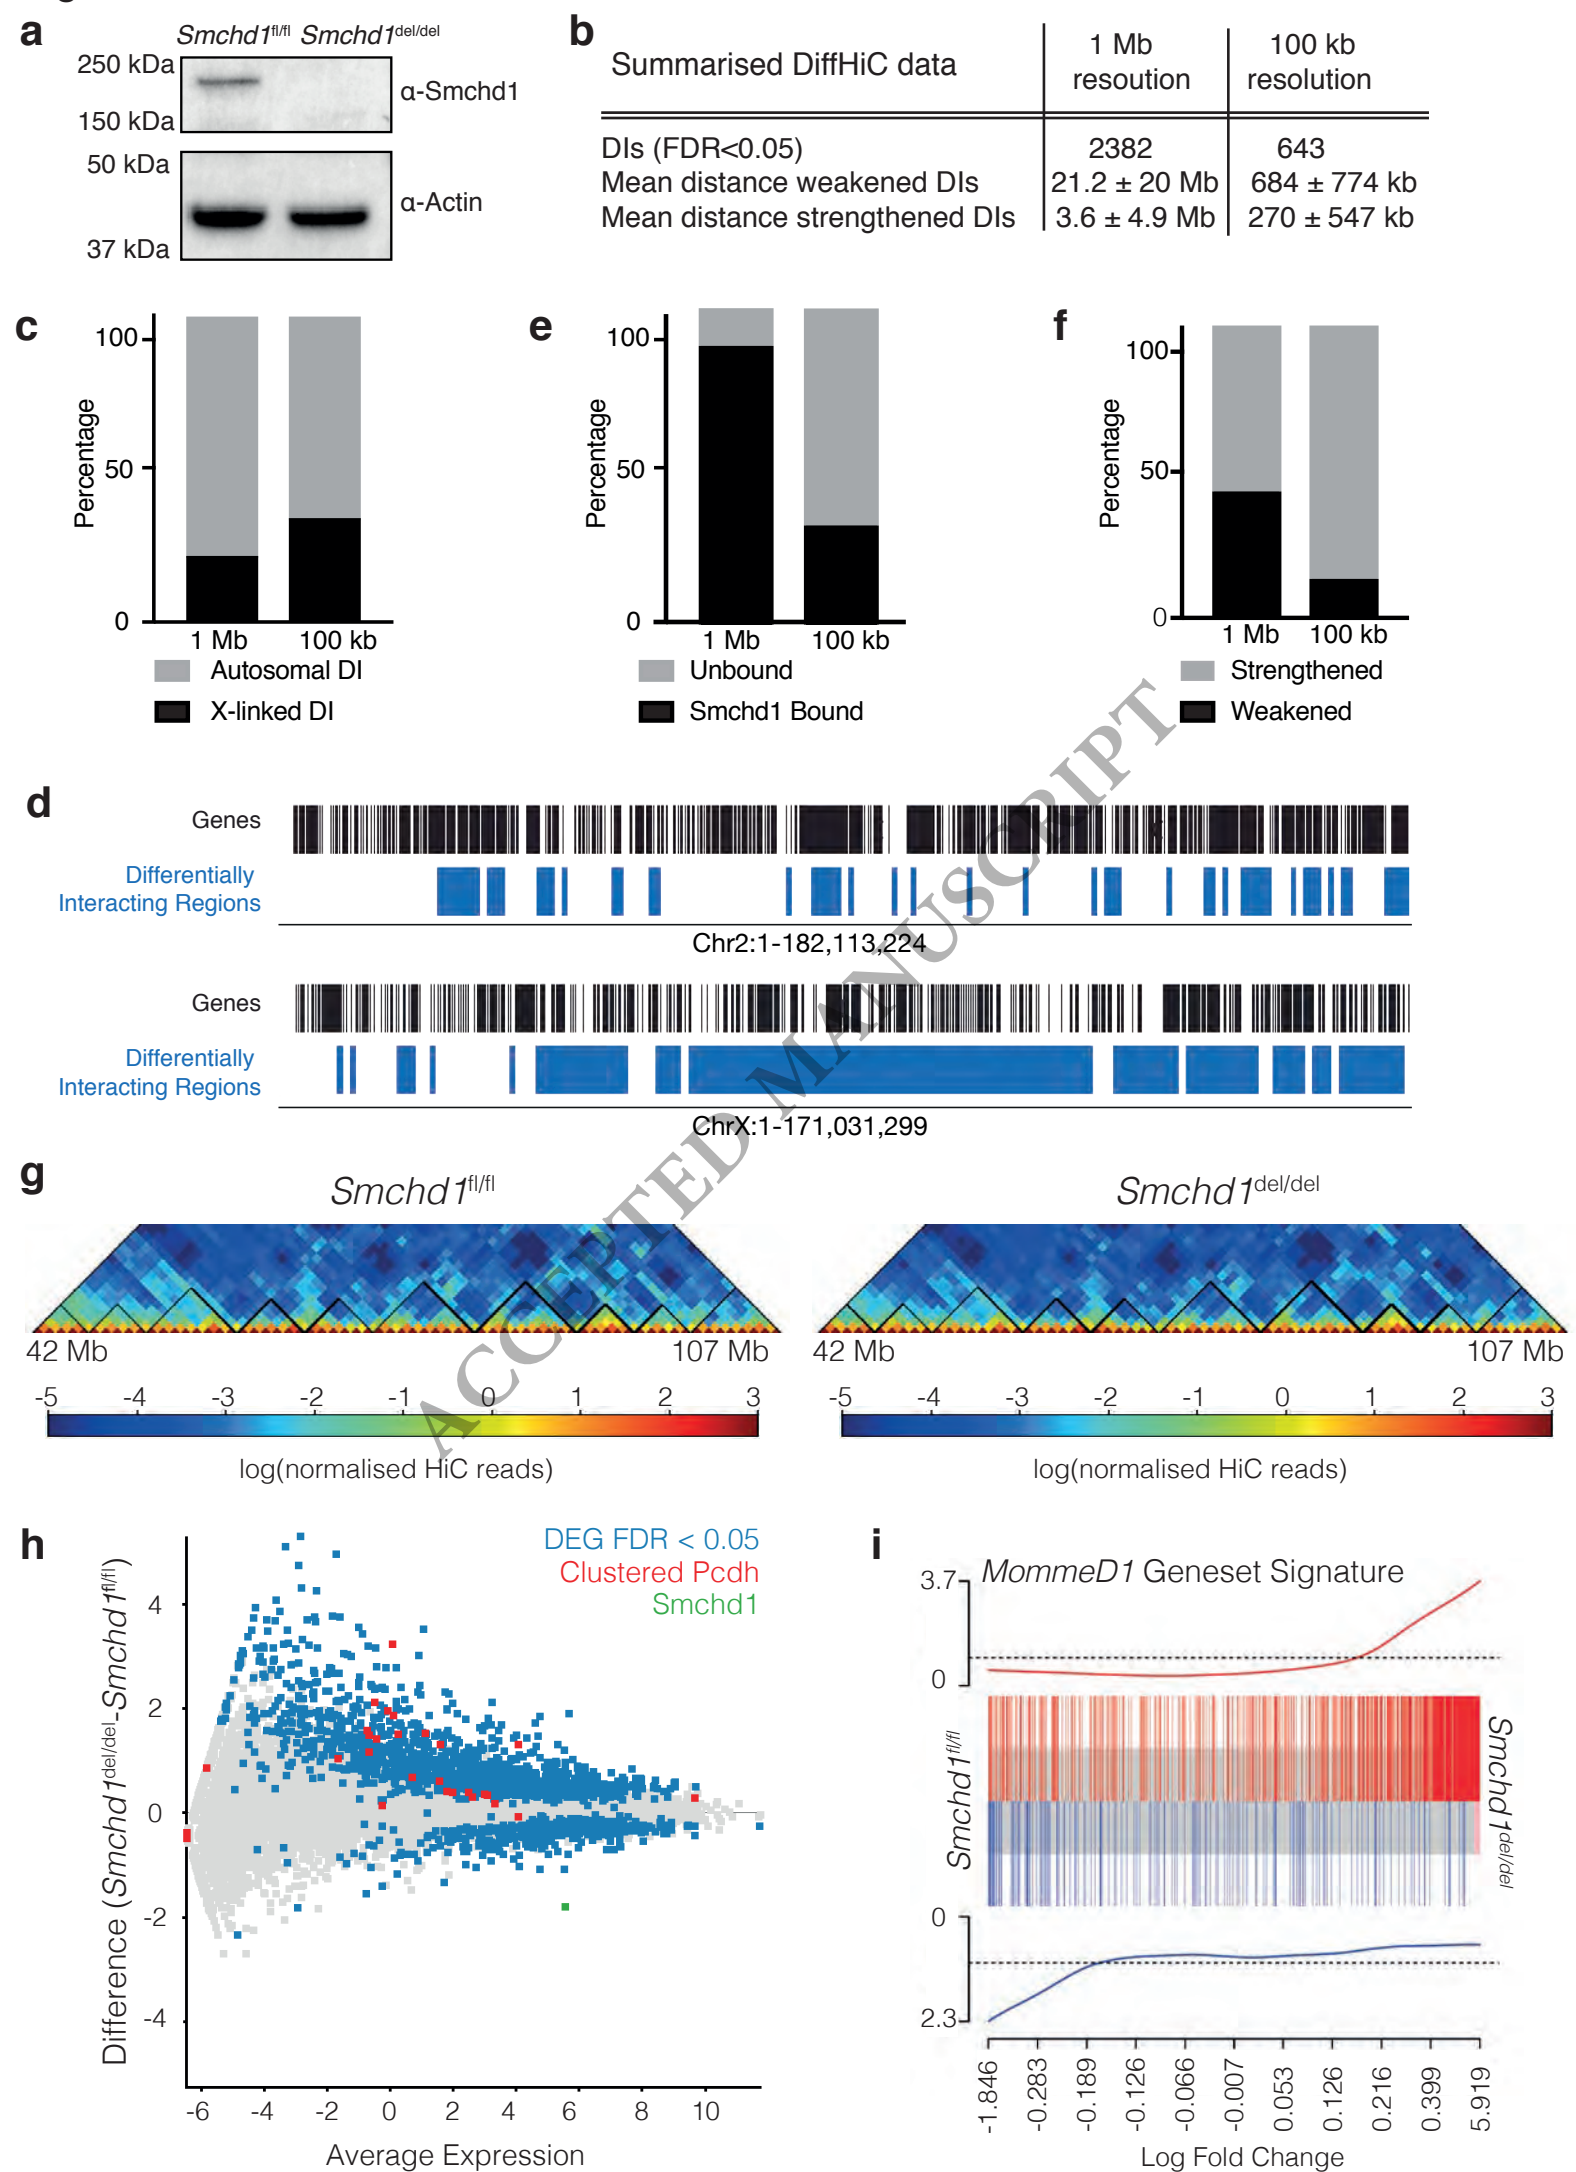 a
Smchd1fl/fl Smchd1del/del
250 kDa
α-Smchd1
150 kDa
50 kDa
α-Actin
37 kDa
b
Summarised DiffHiC data
1 Mb resoution
100 kb resolution
DIs (FDR<0.05) 2382 643
Mean distance weakened DIs 21.2 ± 20 Mb 684 ± 774 kb
Mean distance strengthened DIs 3.6 ± 4.9 Mb 270 ± 547 kb
c
Percentage
100
50
0
1 Mb 100 kb
Autosomal DI
X-linked DI
e
Percentage
100
50
0
1 Mb 100 kb
Unbound
Smchd1 Bound
f
Percentage
100
50
0
1 Mb 100 kb
Strengthened
Weakened
d
Genes
Differentially
Interacting Regions
Chr2:1-182,113,224
Genes
Differentially
Interacting Regions
ChrX:1-171,031,299
ACCEPTED MANUSCRIPT
g
Smchd1fl/fl
42 Mb 107 Mb
-5 -4 -3 -2 -1 0 1 2 3
log(normalised HiC reads)
Smchd1del/del
42 Mb 107 Mb
-5 -4 -3 -2 -1 0 1 2 3
log(normalised HiC reads)
h
DEG FDR < 0.05
Clustered Pcdh
Smchd1
Difference (Smchd1del/del-Smchd1fl/fl)
4
2
0
-2
-4
-6 -4 -2 0 2 4 6 8 10
Average Expression
i
MommeD1 Geneset Signature
3.7
0
Smchd1fl/fl
Smchd1del/del
0
2.3
-1.846 -0.283 -0.189 -0.126 -0.066 -0.007 0.053 0.126 0.216 0.399 5.919
Log Fold Change